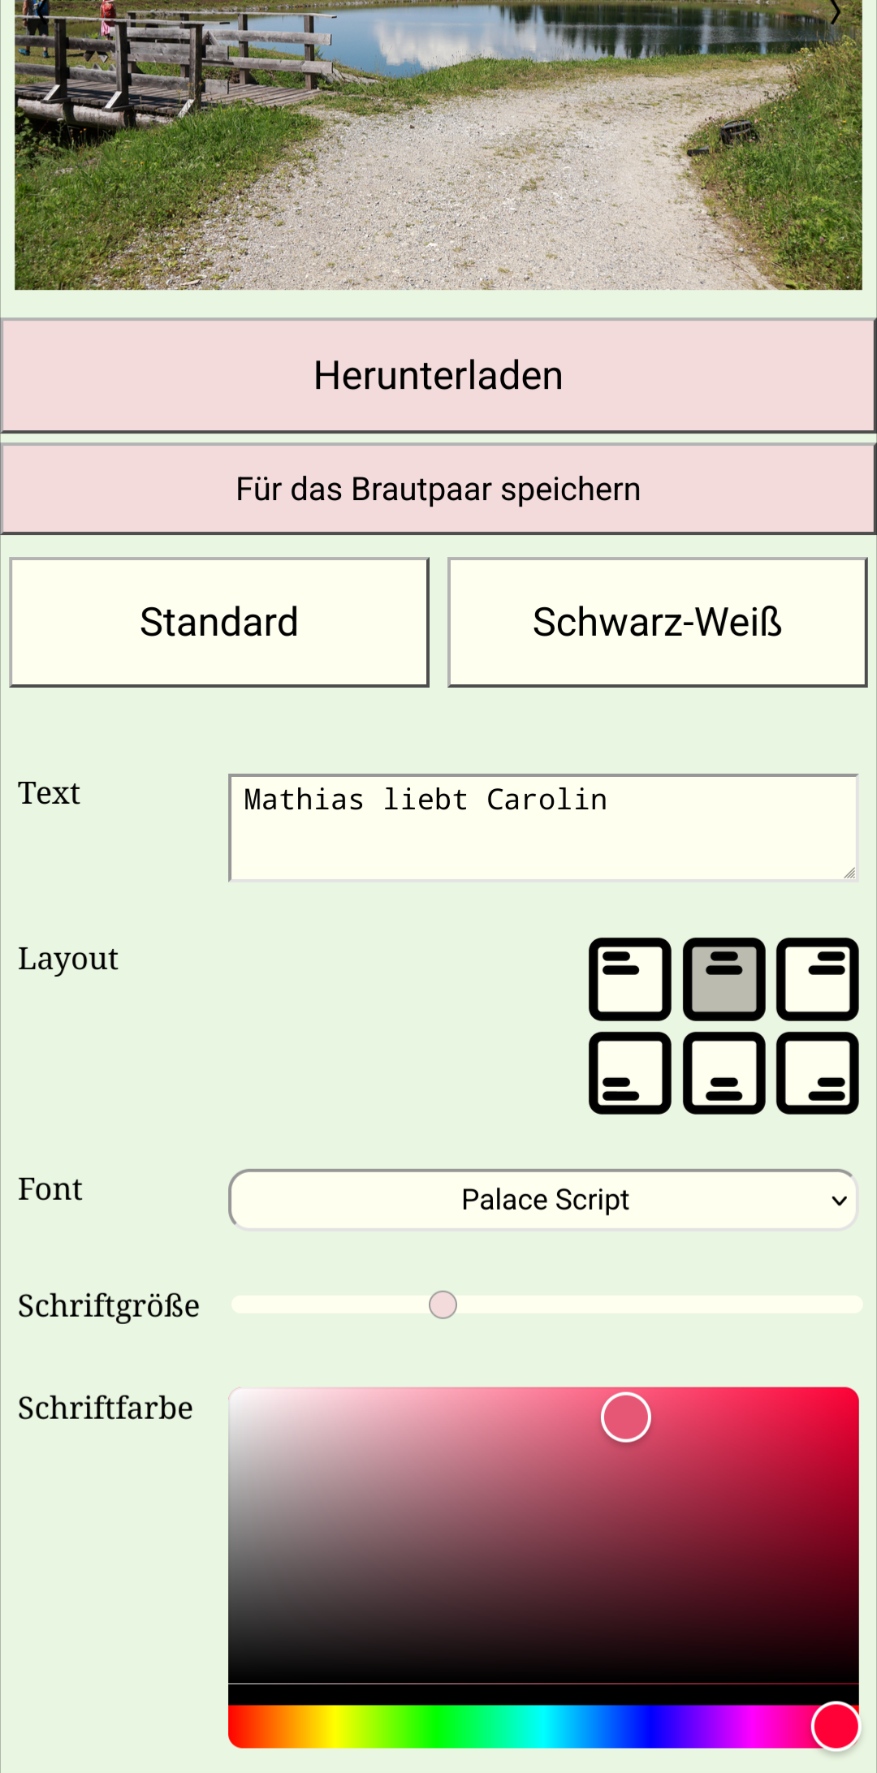 Herunterladen
Für das Brautpaar speichern
Standard
Schwarz-Weiß
Text
Mathias liebt Carolin
Layout
Font
Palace Script
Schriftgröße
Schriftfarbe